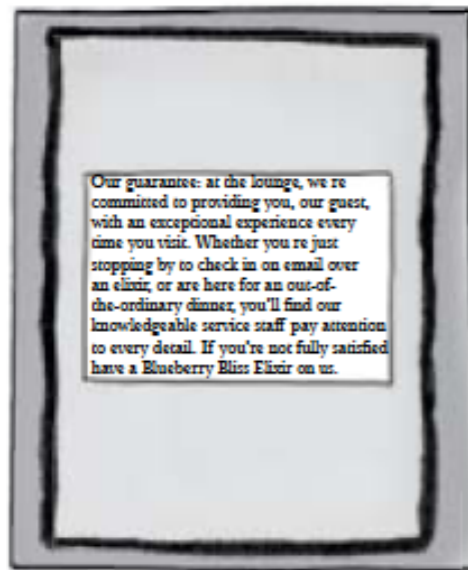 Our guarantee: at the lounge, we re
committed to providing you, our guest,
with an exceptional experience every
time you visit. Whether you re just
stopping by to check in on email over
an elixir, or are here for an out-of-
the-ordinary dinner, you'll find our
knowledgeable service staff pay attention
to every detail. If you're not fully satisfied
have a Blueberry Bliss Elixir on us.